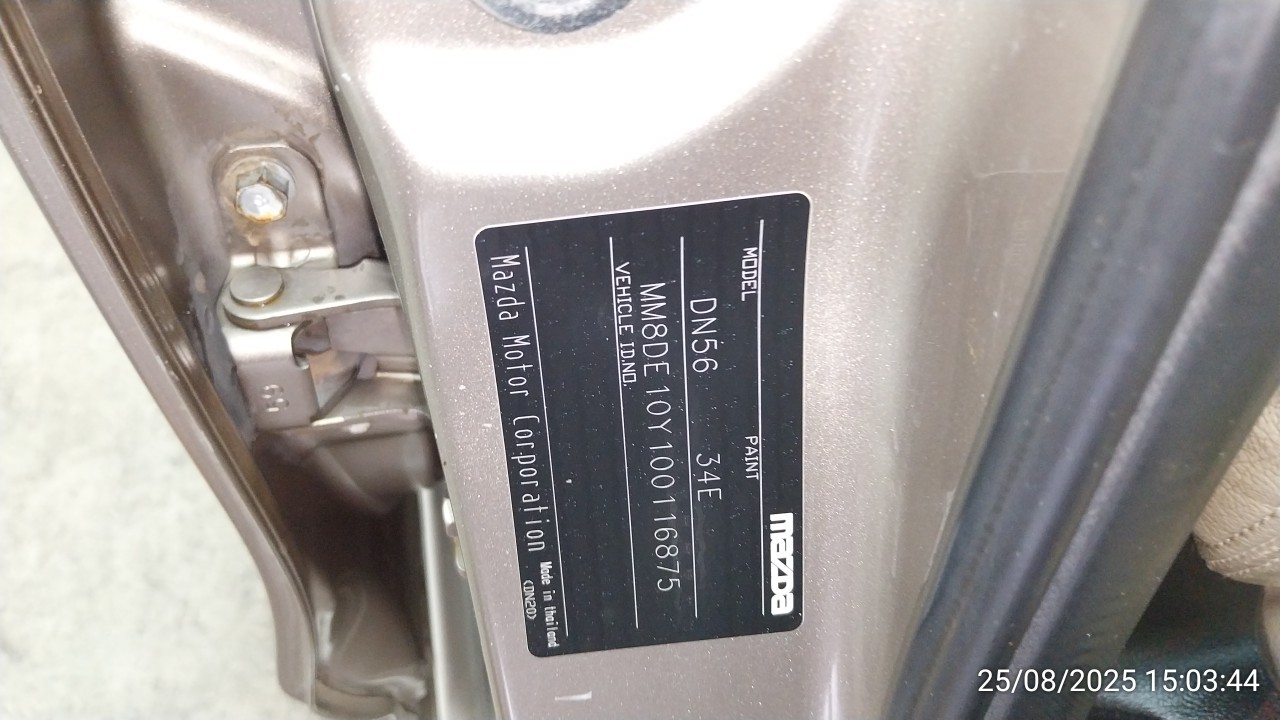 mazda
MODEL PAINT
DN56 34E
MM8DE10Y100116875
VEHICLE ID.NO.
Mazda Motor Corporation Made in thailand
<DN20>
68
25/08/2025 15:03:44